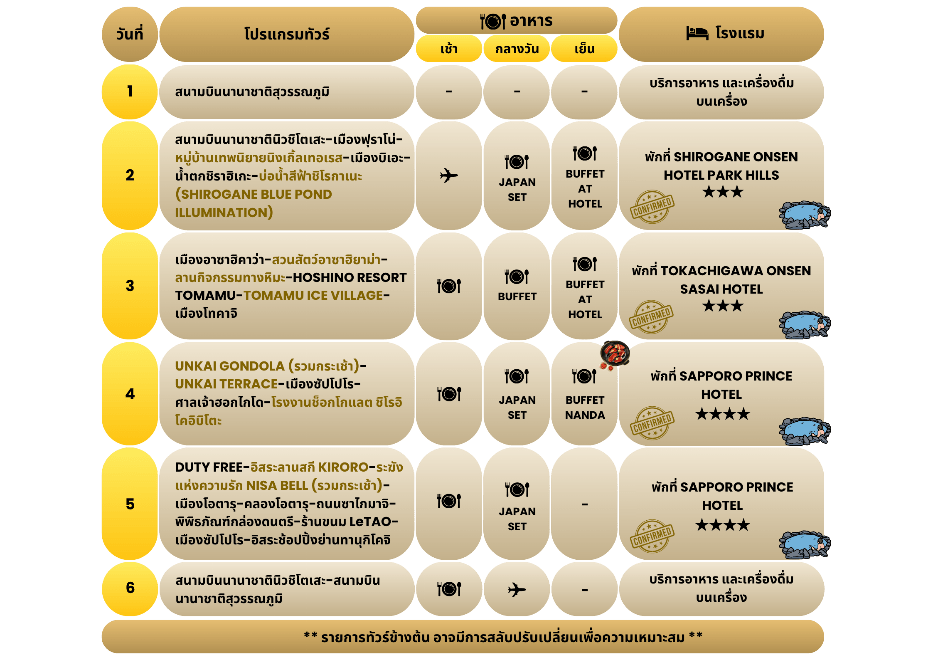 วันที่
โปรแกรมทัวร์
อาหาร
เช้า
กลางวัน
เย็น
โรงแรม
1
สนามบินนานาชาติสุวรรณภูมิ
-
-
-
บริการอาหาร และเครื่องดื่ม
บนเครื่อง
2
สนามบินนานาชาตินิวชิโตเสะ-เมืองฟุราโน่-
หมู่บ้านเทพนิยายนิงเกิ้ลเทอเรส-เมืองบิเอะ-
น้ำตกชิราฮิเกะ-บ่อน้ำสีฟ้าชิโรกาเนะ
(SHIROGANE BLUE POND
ILLUMINATION)
JAPAN
SET
BUFFET
AT
HOTEL
พักที่ SHIROGANE ONSEN
HOTEL PARK HILLS
CONFIRMED
3
เมืองอาซาฮิคาว่า-สวนสัตว์อาซาฮิยาม่า-
ลานกิจกรรมทางหิมะ-HOSHINO RESORT
TOMAMU-TOMAMU ICE VILLAGE-
เมืองโทคาจิ
BUFFET
BUFFET
AT
HOTEL
พักที่ TOKACHIGAWA ONSEN
SASAI HOTEL
CONFIRMED
4
UNKAI GONDOLA (รวมกระเช้า)-
UNKAI TERRACE-เมืองซัปโปโร-
ศาลเจ้าฮอกไกโด-โรงงานช็อกโกแลต ชิโรอิ
โคอิบิโตะ
JAPAN
SET
BUFFET
NANDA
พักที่ SAPPORO PRINCE
HOTEL
CONFIRMED
5
DUTY FREE-อิสระลานสกี KIRORO-ระฆัง
แห่งความรัก NISA BELL (รวมกระเช้า)-
เมืองโอตารุ-คลองโอตารุ-ถนนซาไกมาจิ-
พิพิธภัณฑ์กล่องดนตรี-ร้านขนม LeTAO-
เมืองซัปโปโร-อิสระช้อปปิ้งย่านทานุกิโคจิ
JAPAN
SET
-
พักที่ SAPPORO PRINCE
HOTEL
CONFIRMED
6
สนามบินนานาชาตินิวชิโตเสะ-สนามบิน
นานาชาติสุวรรณภูมิ
-
บริการอาหาร และเครื่องดื่ม
บนเครื่อง
** รายการทัวร์ข้างต้น อาจมีการสลับปรับเปลี่ยนเพื่อความเหมาะสม **